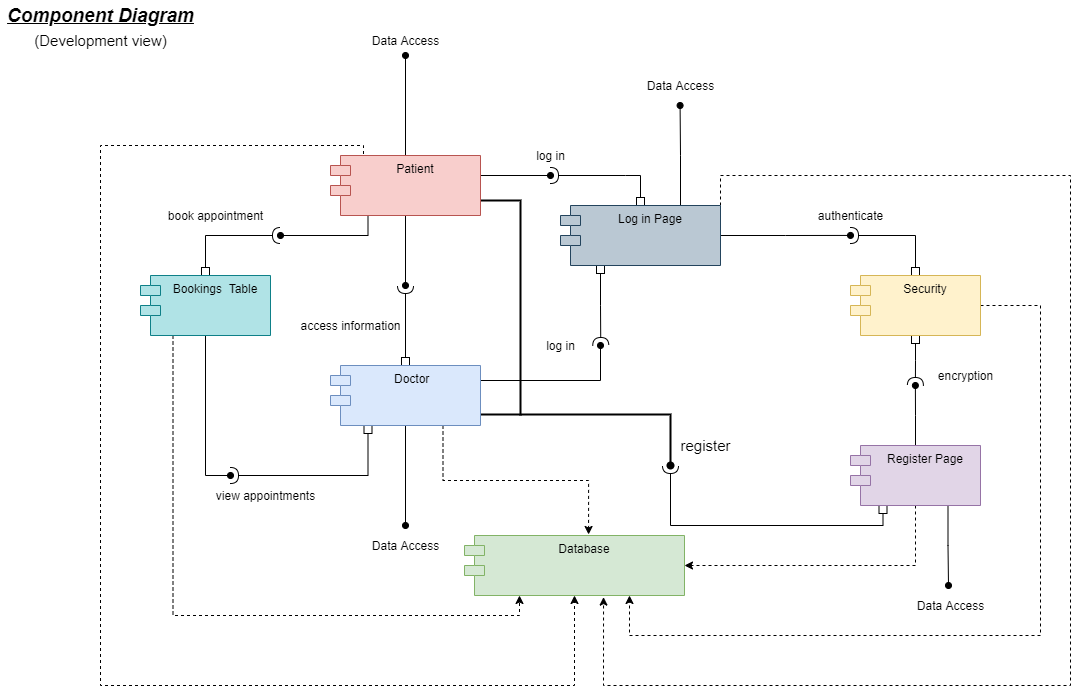 Component Diagram
(Development view)
Data Access
Data Access
log in
Patient
book appointment
Log in Page
authenticate
Bookings  Table
Security
access information
log in
Doctor
encryption
register
Register Page
view appointments
Data Access
Database
Data Access